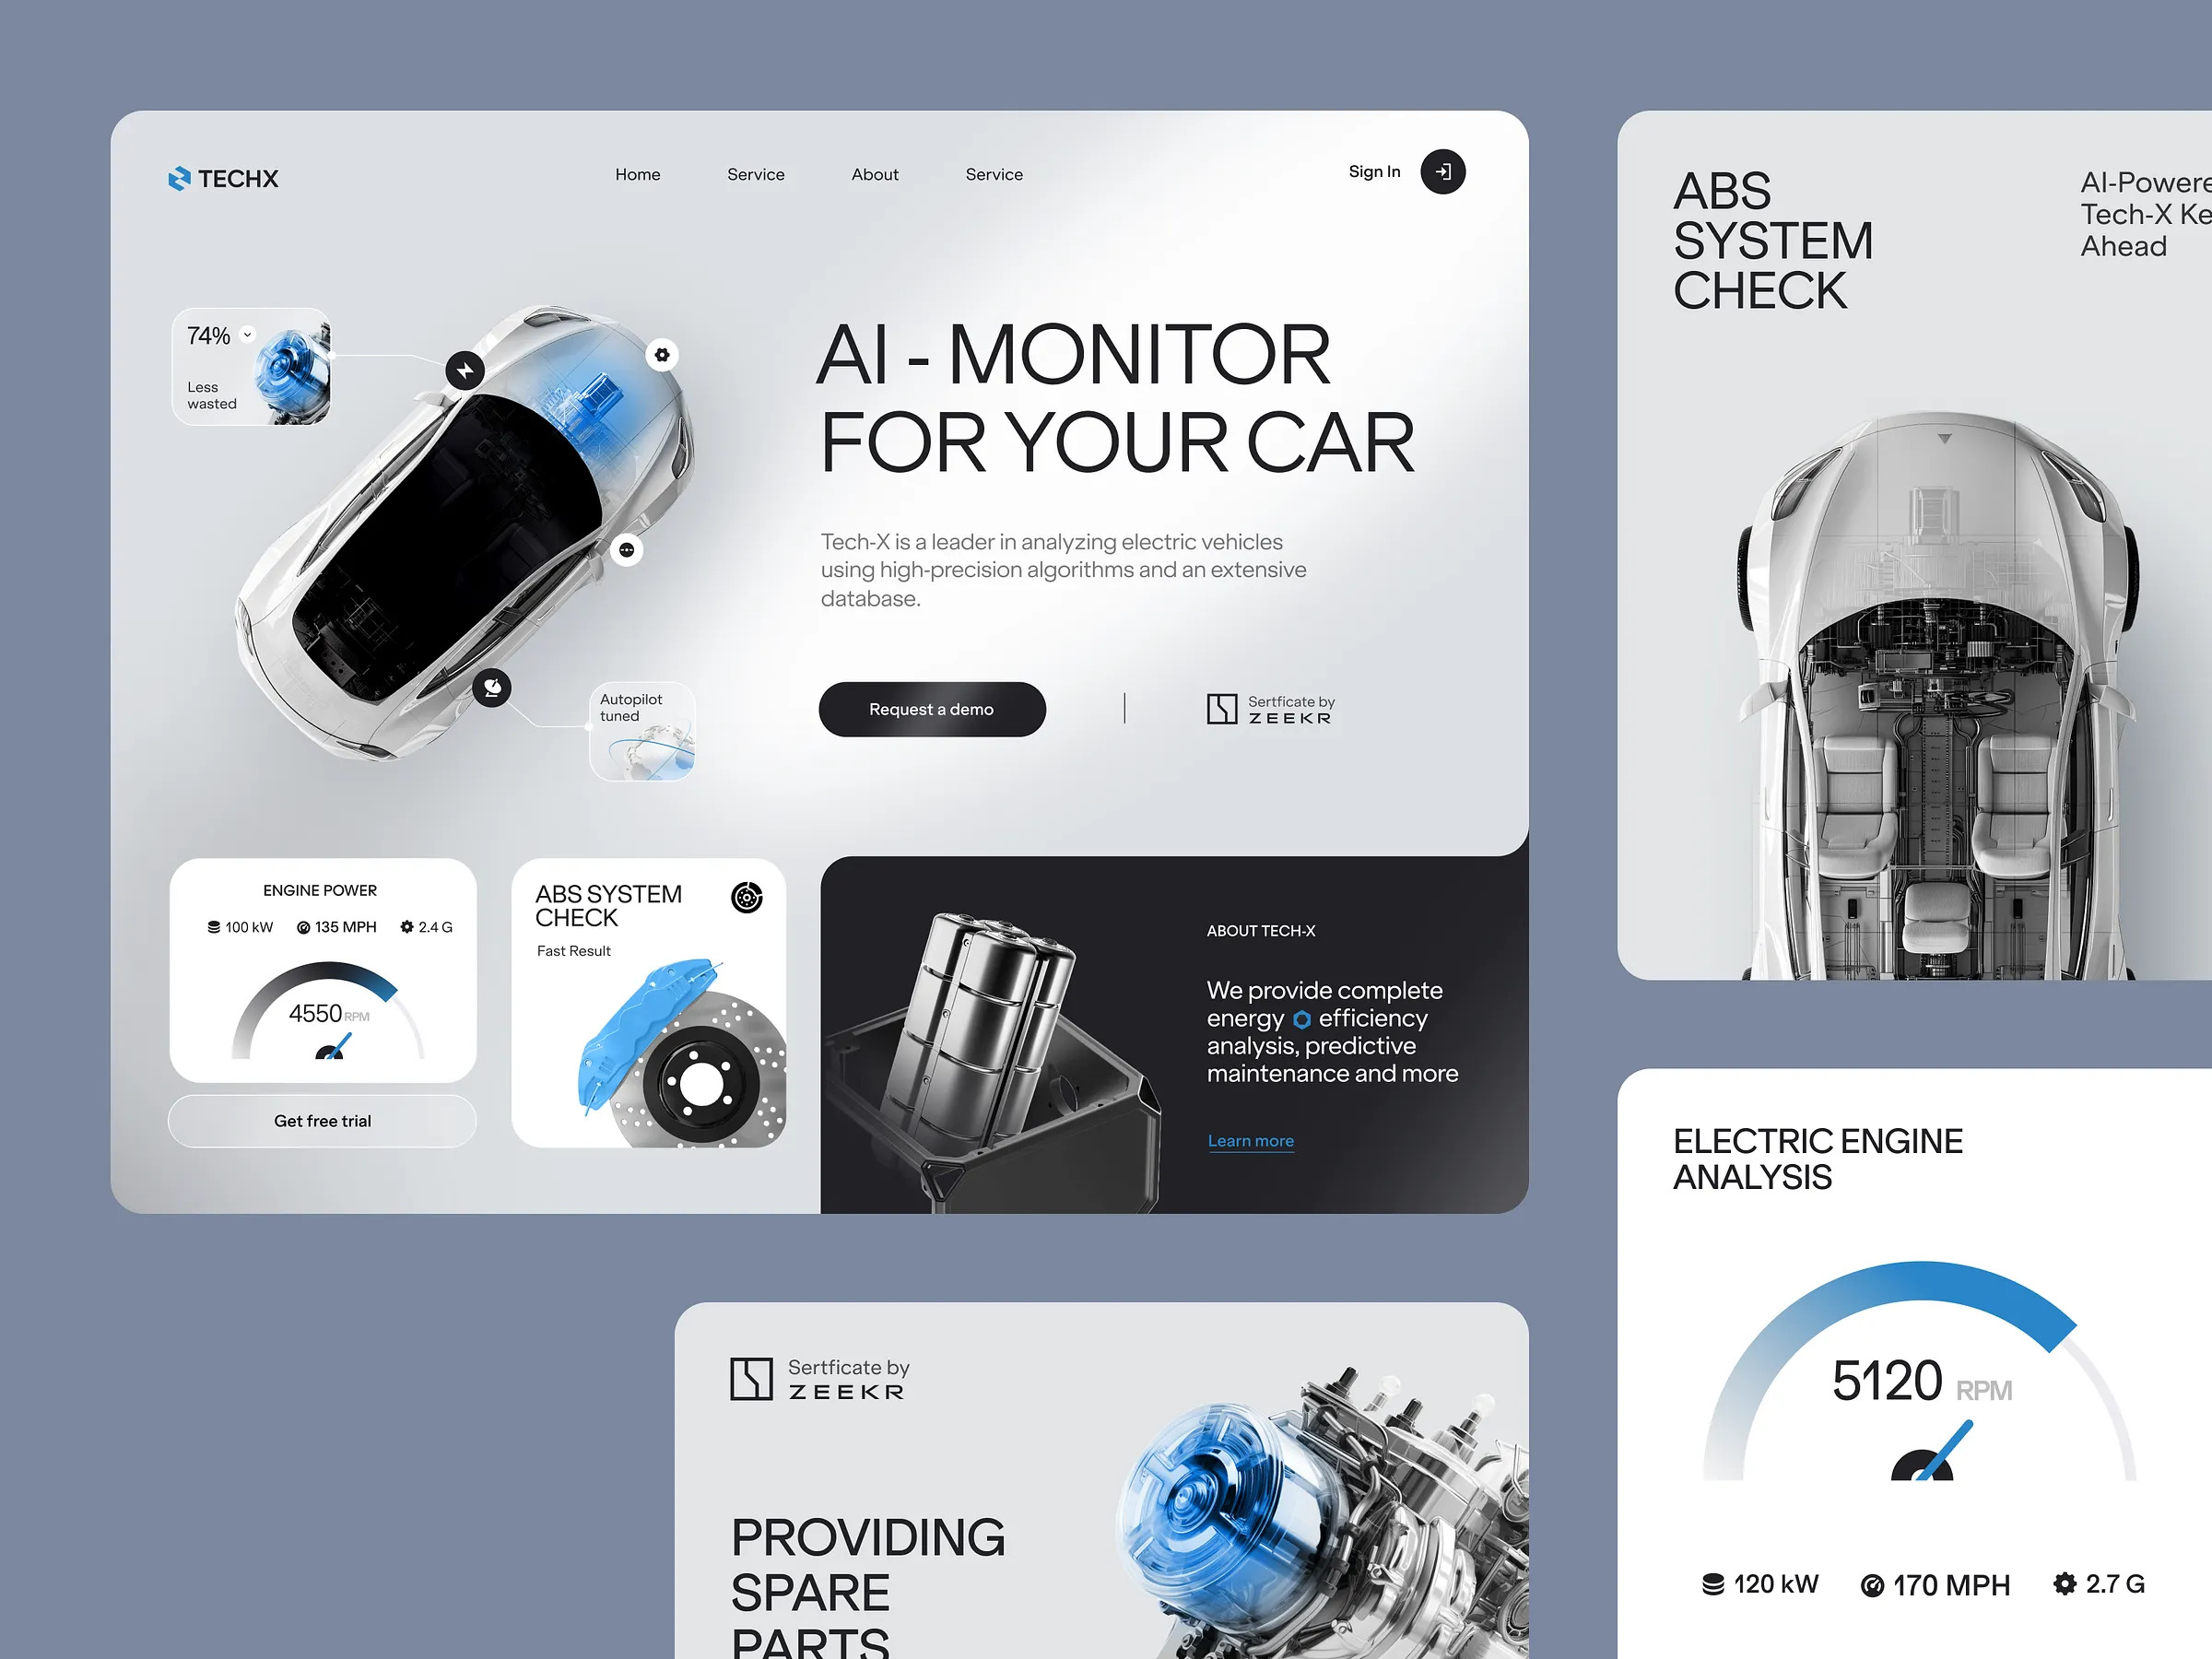 TECHX
Home
Service
About
Service
Sign In
74%
Less
wasted
AI - MONITOR
FOR YOUR CAR
Tech-X is a leader in analyzing electric vehicles
using high-precision algorithms and an extensive
database.
Request a demo
Sertficate by
ZEEKR
Autopilot
tuned
ENGINE POWER
100 kW
135 MPH
2.4 G
4550 RPM
Get free trial
ABS SYSTEM
CHECK
Fast Result
ABOUT TECH-X
We provide complete
energy efficiency
analysis, predictive
maintenance and more
Learn more
ABS
SYSTEM
CHECK
AI-Powere
Tech-X Ke
Ahead
ELECTRIC ENGINE
ANALYSIS
5120 RPM
120 kW
170 MPH
2.7 G
Sertficate by
ZEEKR
PROVIDING
SPARE
PARTS